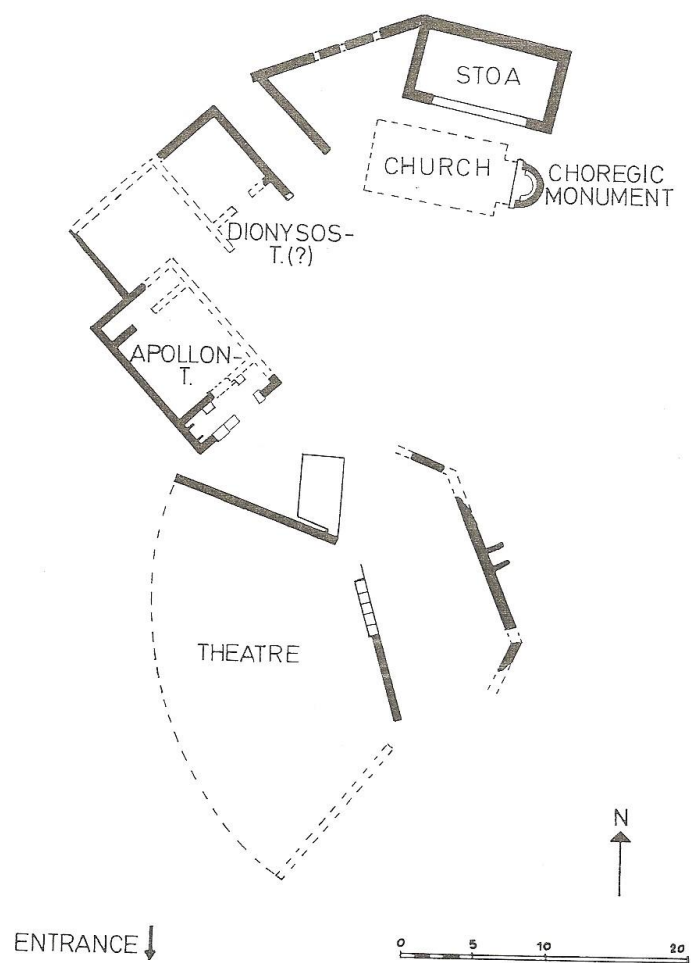 STOA
CHURCH
CHOREGIC
MONUMENT
DIONYSOS-
T.(?)
APOLLON-
T.
THEATRE
N
ENTRANCE
0 5 10 20